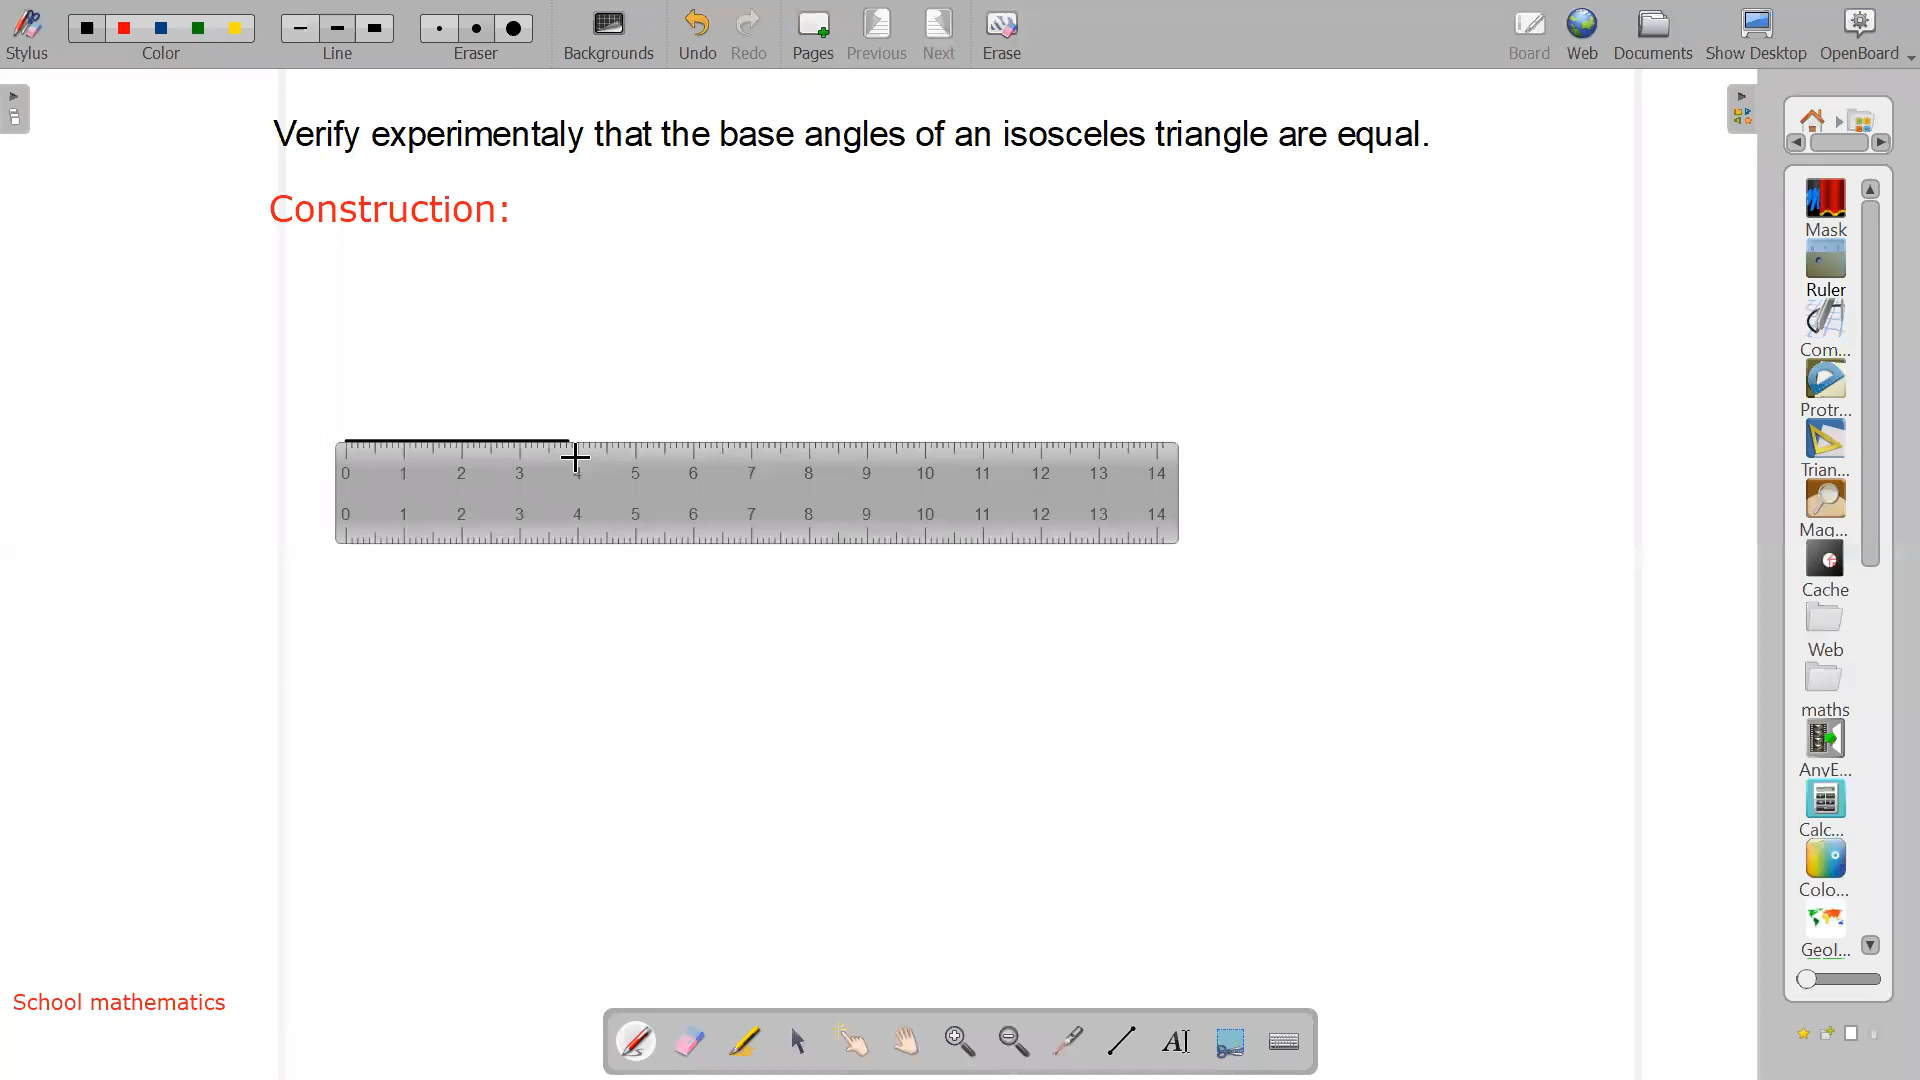 Stylus
Color
Line
Eraser
Backgrounds
Undo
Redo
Pages
Previous
Next
Erase
Board
Web
Documents
Show Desktop
OpenBoard
Verify experimentaly that the base angles of an isosceles triangle are equal.
Construction:
0 1 2 3 4 5 6 7 8 9 10 11 12 13 14
0 1 2 3 4 5 6 7 8 9 10 11 12 13 14
Mask
Ruler
Com...
Protr...
Trian...
Mag...
Cache
Web
maths
AnyE...
Calc...
Colo...
Geol...
School mathematics
AI